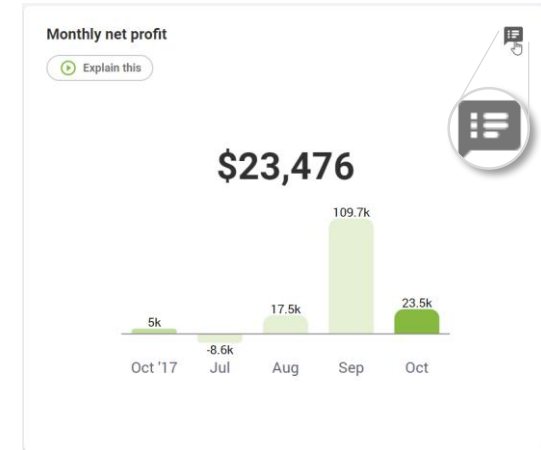 Monthly net profit
Explain this
$23,476
109.7k
23.5k
17.5k
5k
-8.6k
Oct '17 Jul Aug Sep Oct